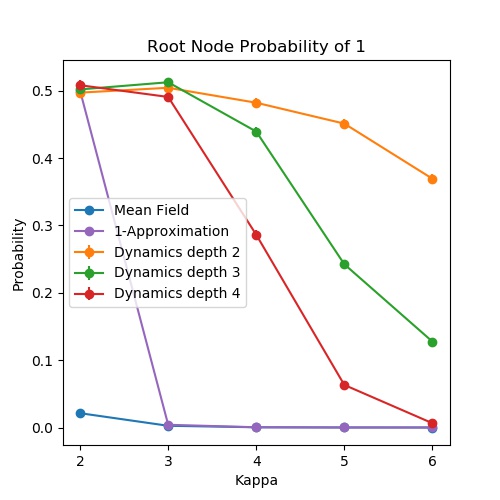 Root Node Probability of 1
Probability
0.5
0.4
0.3
0.2
0.1
0.0
Mean Field
1-Approximation
Dynamics depth 2
Dynamics depth 3
Dynamics depth 4
2 3 4 5 6
Kappa